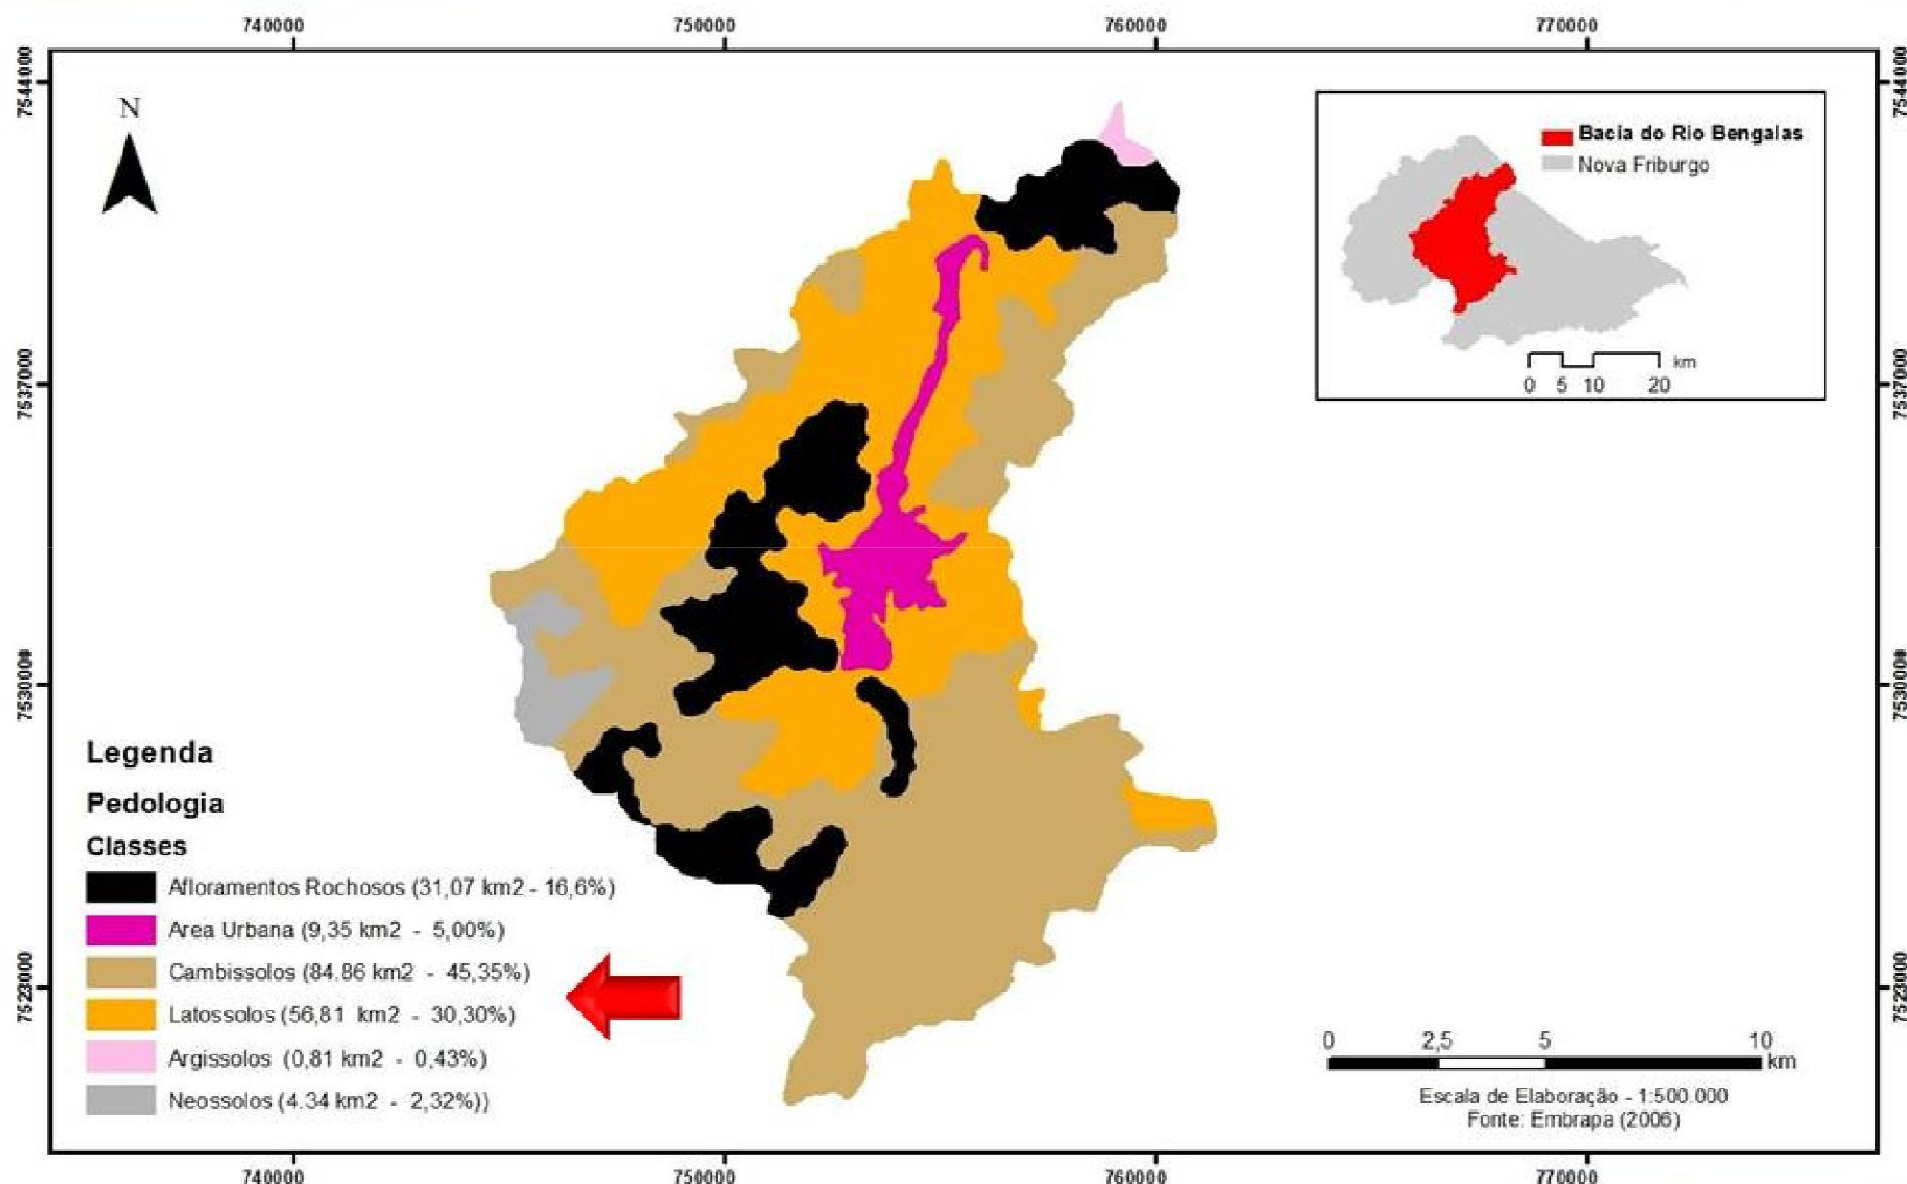 740000
750000
760000
770000
7544000
7544000
N
Bacia do Rio Bengalas
Nova Friburgo
km
0 5 10 20
7537000
7537000
7530000
7530000
Legenda
Pedologia
Classes
Afloramentos Rochosos (31,07 km2 - 16,6%)
Area Urbana (9,35 km2 - 5,00%)
Cambissolos (84.86 km2 - 45,35%)
Latossolos (56,81 km2 - 30,30%)
Argissolos (0,81 km2 - 0,43%)
Neossolos (4.34 km2 - 2,32%))
7523000
7523000
0 2,5 5 10
km
Escala de Elaboração - 1:500.000
Fonte: Embrapa (2006)
740000
750000
760000
770000